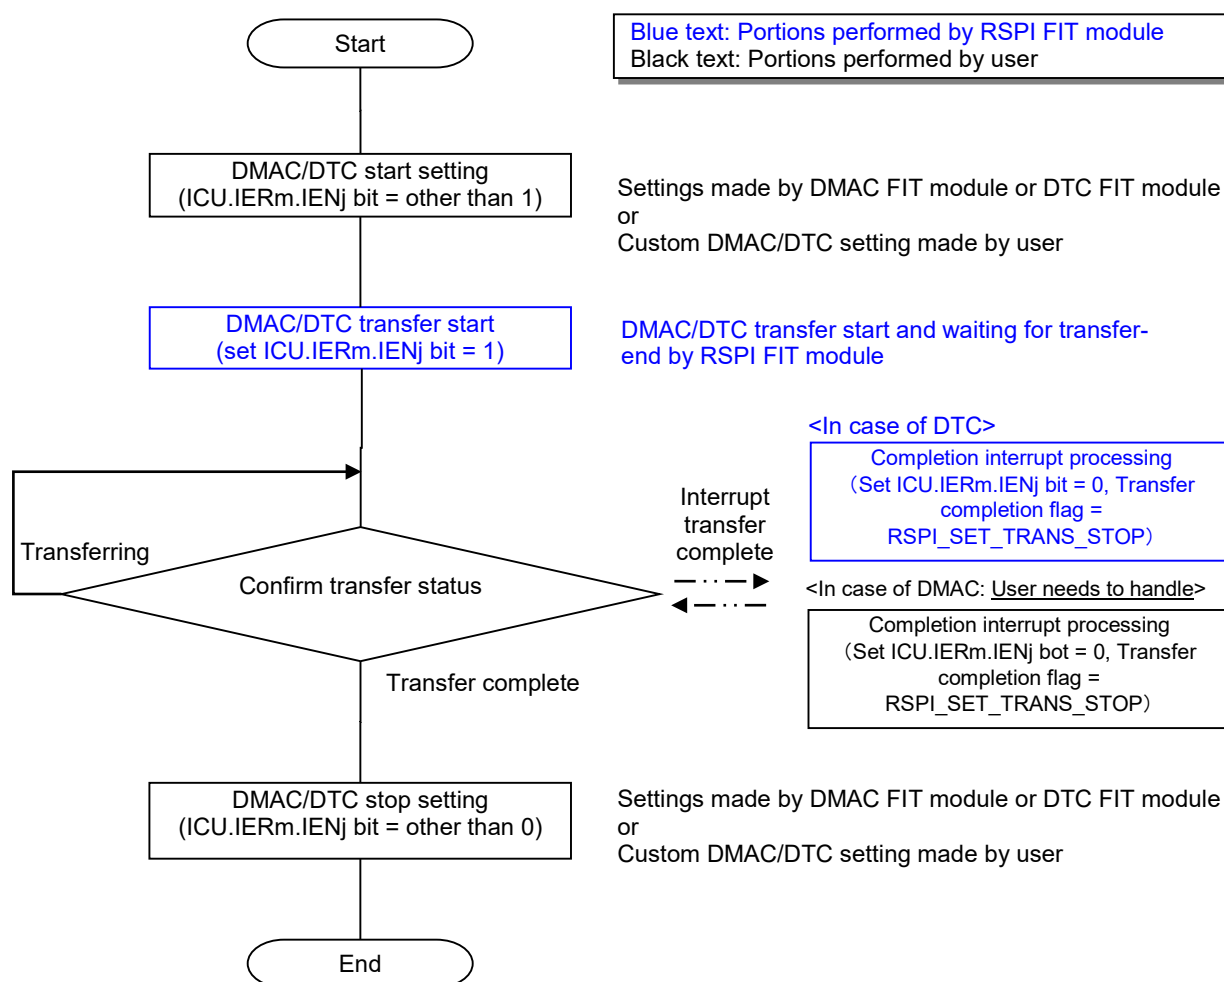 Start
Blue text: Portions performed by RSPI FIT module
Black text: Portions performed by user
DMAC/DTC start setting
(ICU.IERm.IENj bit = other than 1)
Settings made by DMAC FIT module or DTC FIT module
or
Custom DMAC/DTC setting made by user
DMAC/DTC transfer start
(set ICU.IERm.IENj bit = 1)
DMAC/DTC transfer start and waiting for transfer-
end by RSPI FIT module
<In case of DTC>
Completion interrupt processing
（Set ICU.IERm.IENj bit = 0, Transfer
completion flag =
RSPI_SET_TRANS_STOP）
Interrupt
transfer
complete
Transferring
Confirm transfer status
<In case of DMAC: User needs to handle>
Completion interrupt processing
（Set ICU.IERm.IENj bot = 0, Transfer
completion flag =
RSPI_SET_TRANS_STOP）
Transfer complete
DMAC/DTC stop setting
(ICU.IERm.IENj bit = other than 0)
Settings made by DMAC FIT module or DTC FIT module
or
Custom DMAC/DTC setting made by user
End